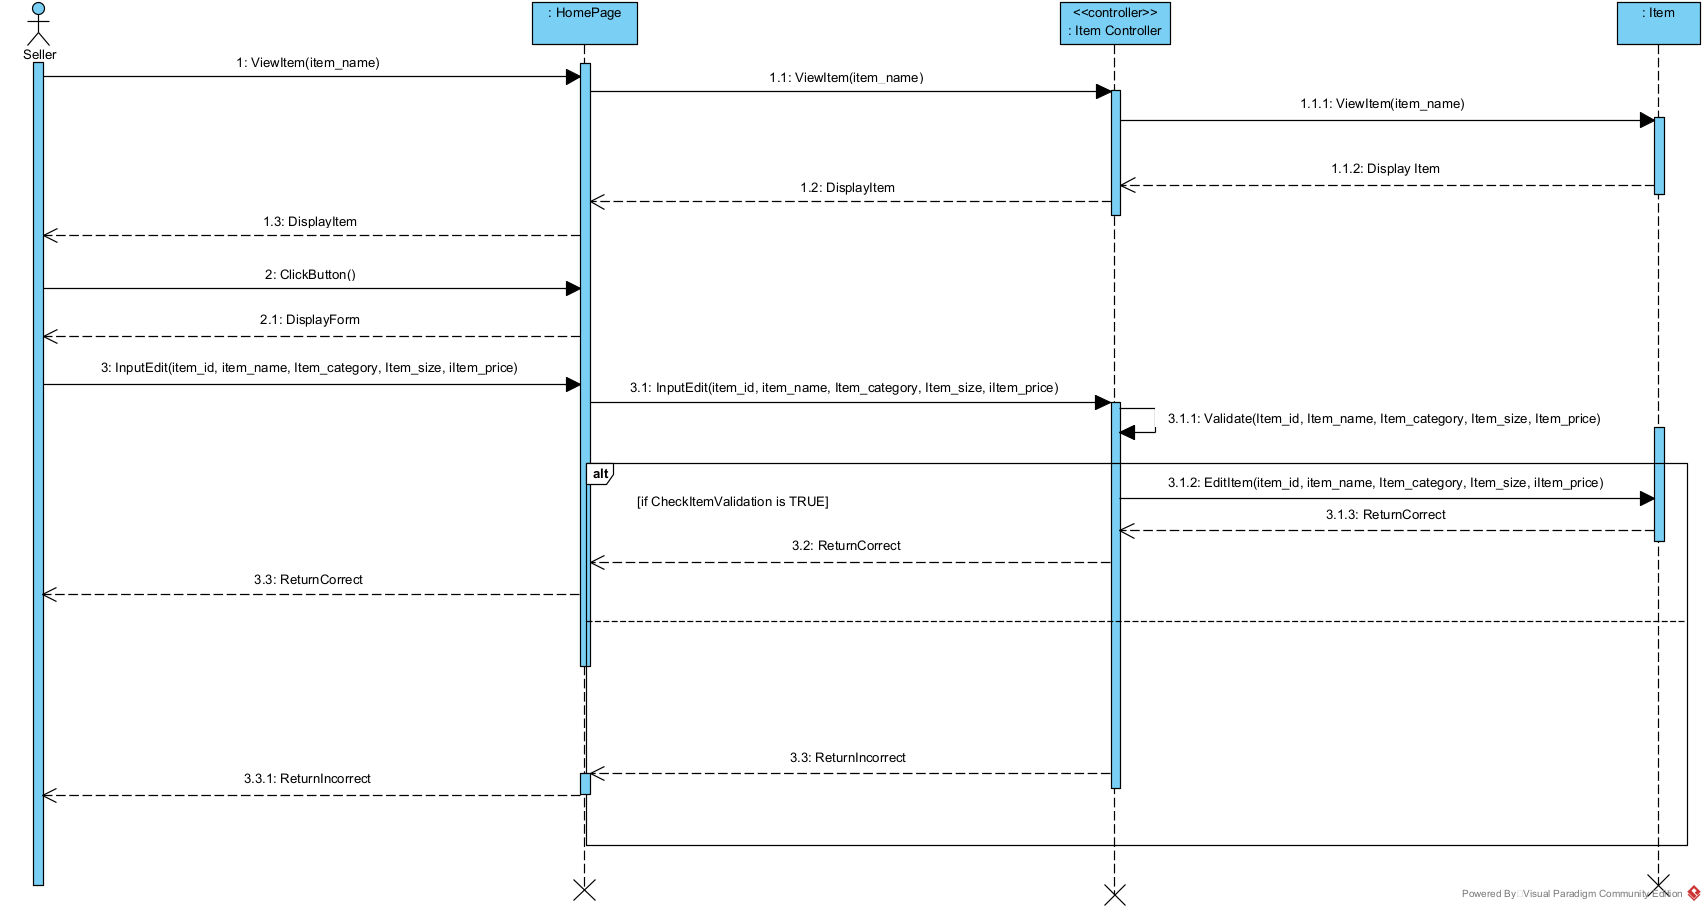 Seller
: HomePage
<<controller>>
: Item Controller
: Item
1: ViewItem(item_name)
1.1: ViewItem(item_name)
1.1.1: ViewItem(item_name)
1.1.2: Display Item
1.2: DisplayItem
1.3: DisplayItem
2: ClickButton()
2.1: DisplayForm
3: InputEdit(item_id, item_name, Item_category, Item_size, iItem_price)
3.1: InputEdit(item_id, item_name, Item_category, Item_size, iItem_price)
3.1.1: Validate(Item_id, Item_name, Item_category, Item_size, Item_price)
alt
3.1.2: EditItem(item_id, item_name, Item_category, Item_size, iItem_price)
[if CheckItemValidation is TRUE]
3.1.3: ReturnCorrect
3.2: ReturnCorrect
3.3: ReturnCorrect
3.3: ReturnIncorrect
3.3.1: ReturnIncorrect
Powered By Visual Paradigm Community Edition